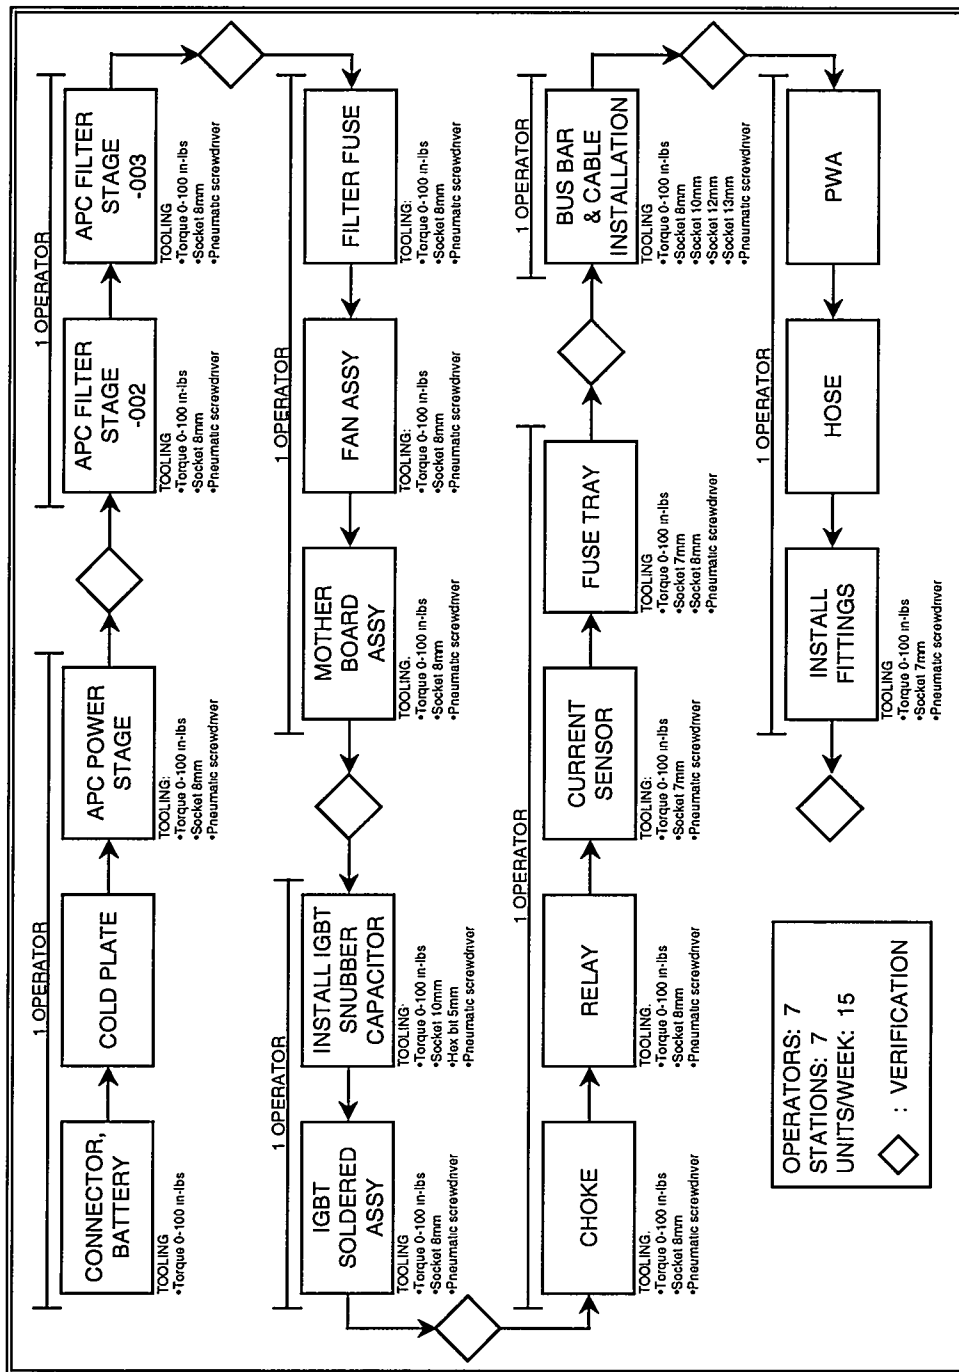 1 OPERATOR
CONNECTOR,
BATTERY
TOOLING
•Torque 0-100 in-lbs
COLD PLATE
APC POWER
STAGE
TOOLING:
•Torque 0-100 in-lbs
•Socket 8mm
•Pneumatic screwdriver
1 OPERATOR
APC FILTER
STAGE
-002
TOOLING
•Torque 0-100 in-lbs
•Socket 8mm
•Pneumatic screwdriver
APC FILTER
STAGE
-003
TOOLING
•Torque 0-100 in-lbs
•Socket 8mm
•Pneumatic screwdriver
1 OPERATOR
IGBT
SOLDERED
ASSY
TOOLING
•Torque 0-100 in-lbs
•Socket 8mm
•Pneumatic screwdriver
INSTALL IGBT
SNUBBER
CAPACITOR
TOOLING:
•Torque 0-100 in-lbs
•Socket 10mm
•Hex bit 5mm
•Pneumatic screwdriver
1 OPERATOR
MOTHER
BOARD
ASSY
TOOLING.
•Torque 0-100 in-lbs
•Socket 8mm
•Pneumatic screwdriver
FAN ASSY
TOOLING:
•Torque 0-100 in-lbs
•Socket 8mm
•Pneumatic screwdriver
FILTER FUSE
TOOLING:
•Torque 0-100 in-lbs
•Socket 8mm
•Pneumatic screwdriver
1 OPERATOR
CHOKE
TOOLING.
•Torque 0-100 in-lbs
•Socket 8mm
•Pneumatic screwdriver
RELAY
TOOLING.
•Torque 0-100 in-lbs
•Socket 8mm
•Pneumatic screwdriver
CURRENT
SENSOR
TOOLING:
•Torque 0-100 in-lbs
•Socket 7mm
•Pneumatic screwdriver
FUSE TRAY
TOOLING
•Torque 0-100 in-lbs
•Socket 7mm
•Socket 8mm
•Pneumatic screwdriver
1 OPERATOR
BUS BAR
& CABLE
INSTALLATION
TOOLING
•Torque 0-100 in-lbs
•Socket 8mm
•Socket 10mm
•Socket 12mm
•Socket 13mm
•Pneumatic screwdriver
1 OPERATOR
INSTALL
FITTINGS
TOOLING
•Torque 0-100 in-lbs
•Socket 7mm
•Pneumatic screwdriver
HOSE
PWA
OPERATORS: 7
STATIONS: 7
UNITS/WEEK: 15
: VERIFICATION